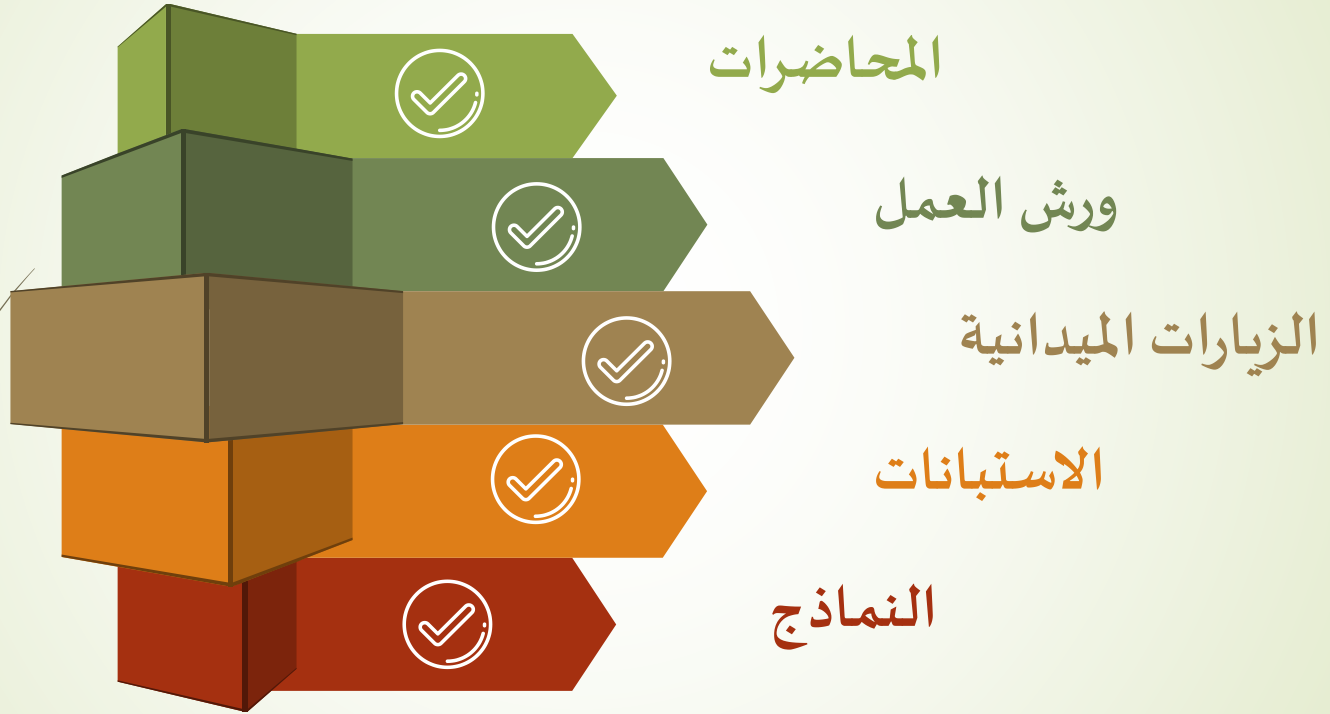 المحاضرات
ورش العمل
الزيارات الميدانية
الاستبانات
النماذج